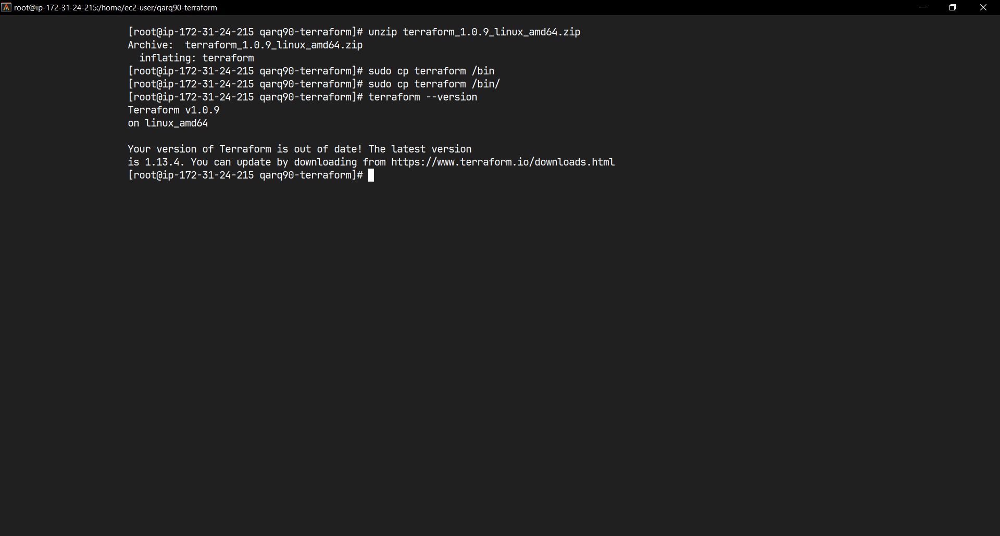 root@ip-172-31-24-215:/home/ec2-user/qarq90-terraform
[root@ip-172-31-24-215 qarq90-terraform]# unzip terraform_1.0.9_linux_amd64.zip
Archive:  terraform_1.0.9_linux_amd64.zip
  inflating: terraform
[root@ip-172-31-24-215 qarq90-terraform]# sudo cp terraform /bin
[root@ip-172-31-24-215 qarq90-terraform]# sudo cp terraform /bin/
[root@ip-172-31-24-215 qarq90-terraform]# terraform --version
Terraform v1.0.9
on linux_amd64
Your version of Terraform is out of date! The latest version
is 1.13.4. You can update by downloading from https://www.terraform.io/downloads.html
[root@ip-172-31-24-215 qarq90-terraform]#